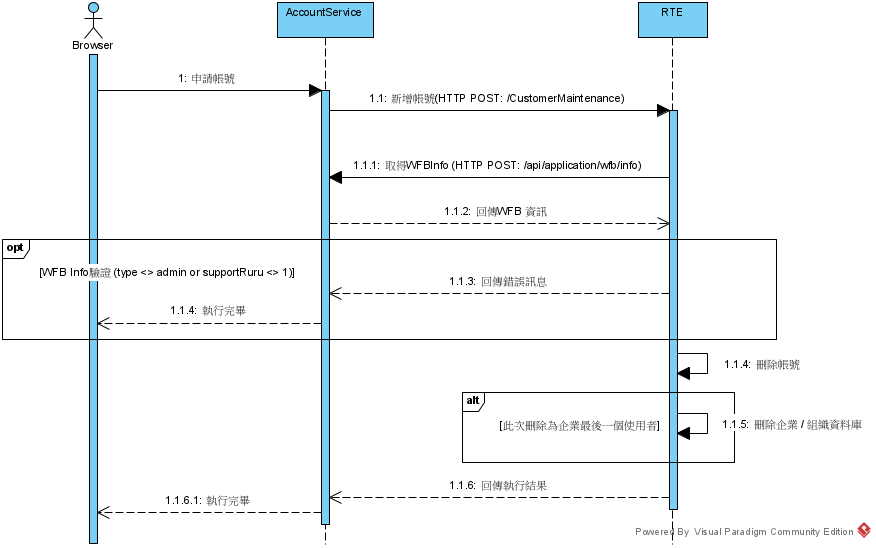 AccountService
RTE
Browser
1: 申請帳號
1.1: 新增帳號(HTTP POST: /CustomerMaintenance)
1.1.1: 取得WFBInfo (HTTP POST: /api/application/wfb/info)
1.1.2: 回傳WFB 資訊
opt
[WFB Info驗證 (type <> admin or supportRuru <> 1)]
1.1.3: 回傳錯誤訊息
1.1.4: 執行完畢
1.1.4: 刪除帳號
alt
[此次刪除為企業最後一個使用者]
1.1.5: 刪除企業 / 組織資料庫
1.1.6: 回傳執行結果
1.1.6.1: 執行完畢
Powered By Visual Paradigm Community Edition